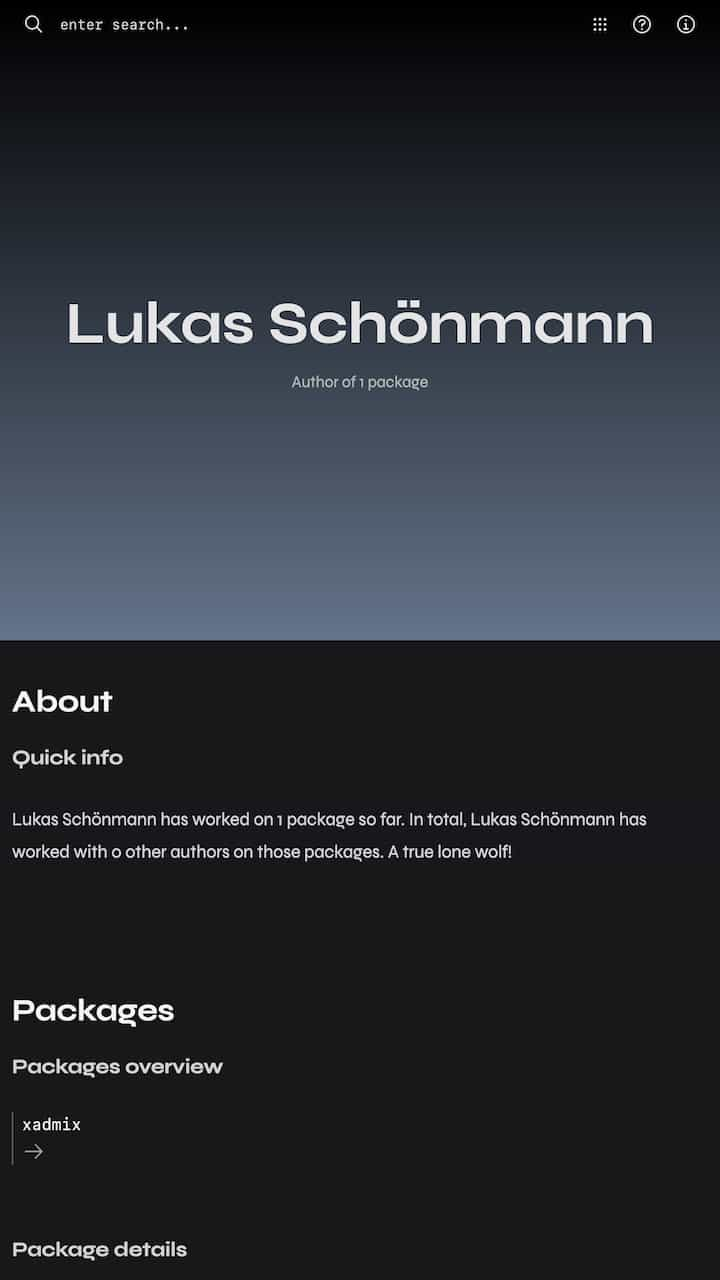 enter search...
Lukas Schönmann
Author of 1 package
About
Quick info
Lukas Schönmann has worked on 1 package so far. In total, Lukas Schönmann has
worked with 0 other authors on those packages. A true lone wolf!
Packages
Packages overview
xadmix
Package details